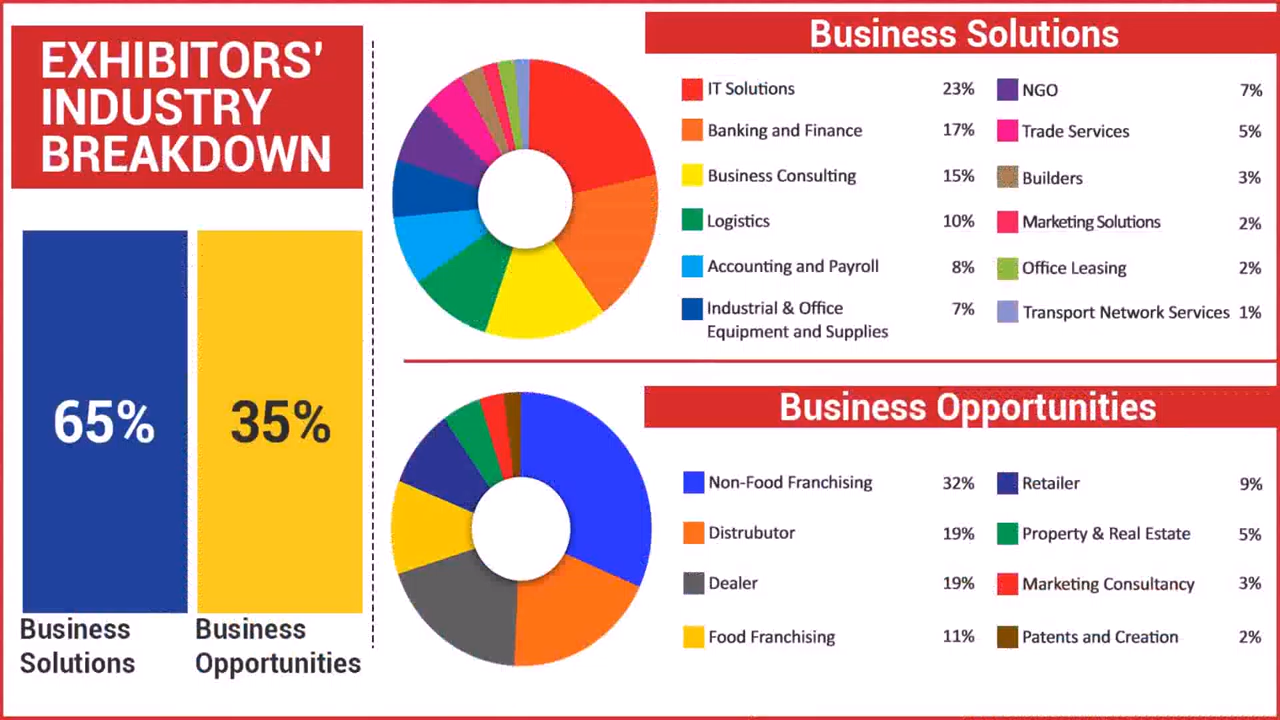 EXHIBITORS'
INDUSTRY
BREAKDOWN
65%
35%
Business
Solutions
Business
Opportunities
Business Solutions
IT Solutions 23%
Banking and Finance 17%
Business Consulting 15%
Logistics 10%
Accounting and Payroll 8%
Industrial & Office 7%
Equipment and Supplies
NGO 7%
Trade Services 5%
Builders 3%
Marketing Solutions 2%
Office Leasing 2%
Transport Network Services 1%
Business Opportunities
Non-Food Franchising 32%
Distrubutor 19%
Dealer 19%
Food Franchising 11%
Retailer 9%
Property & Real Estate 5%
Marketing Consultancy 3%
Patents and Creation 2%